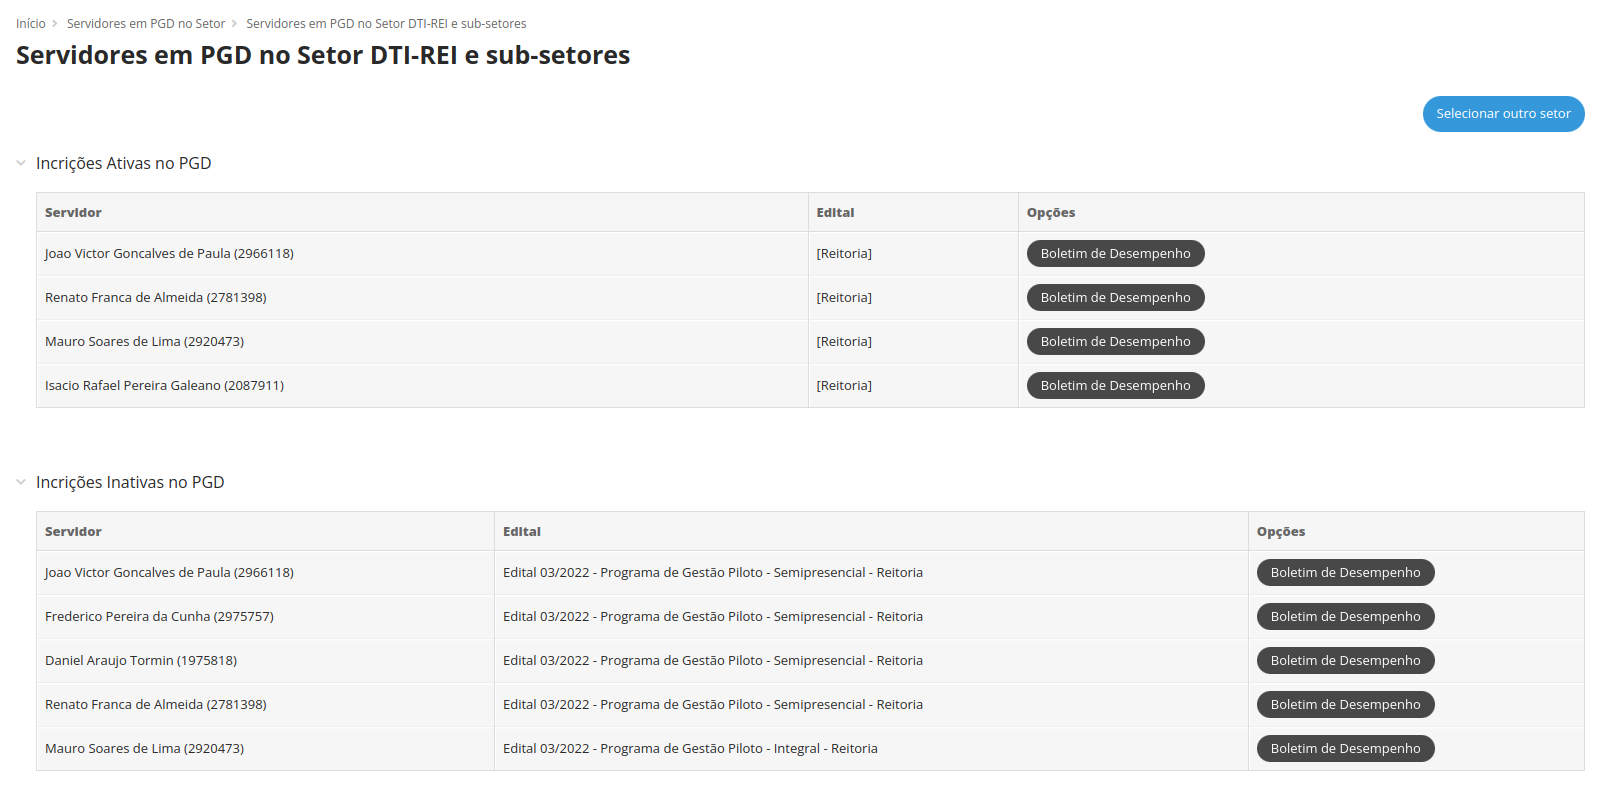 Início > Servidores em PGD no Setor > Servidores em PGD no Setor DTI-REI e sub-setores
Servidores em PGD no Setor DTI-REI e sub-setores
Selecionar outro setor
Incrições Ativas no PGD
Servidor Edital Opções
Joao Victor Goncalves de Paula (2966118) [Reitoria] Boletim de Desempenho
Renato Franca de Almeida (2781398) [Reitoria] Boletim de Desempenho
Mauro Soares de Lima (2920473) [Reitoria] Boletim de Desempenho
Isacio Rafael Pereira Galeano (2087911) [Reitoria] Boletim de Desempenho
Incrições Inativas no PGD
Servidor Edital Opções
Joao Victor Goncalves de Paula (2966118) Edital 03/2022 - Programa de Gestão Piloto - Semipresencial - Reitoria Boletim de Desempenho
Frederico Pereira da Cunha (2975757) Edital 03/2022 - Programa de Gestão Piloto - Semipresencial - Reitoria Boletim de Desempenho
Daniel Araujo Tormin (1975818) Edital 03/2022 - Programa de Gestão Piloto - Semipresencial - Reitoria Boletim de Desempenho
Renato Franca de Almeida (2781398) Edital 03/2022 - Programa de Gestão Piloto - Semipresencial - Reitoria Boletim de Desempenho
Mauro Soares de Lima (2920473) Edital 03/2022 - Programa de Gestão Piloto - Integral - Reitoria Boletim de Desempenho